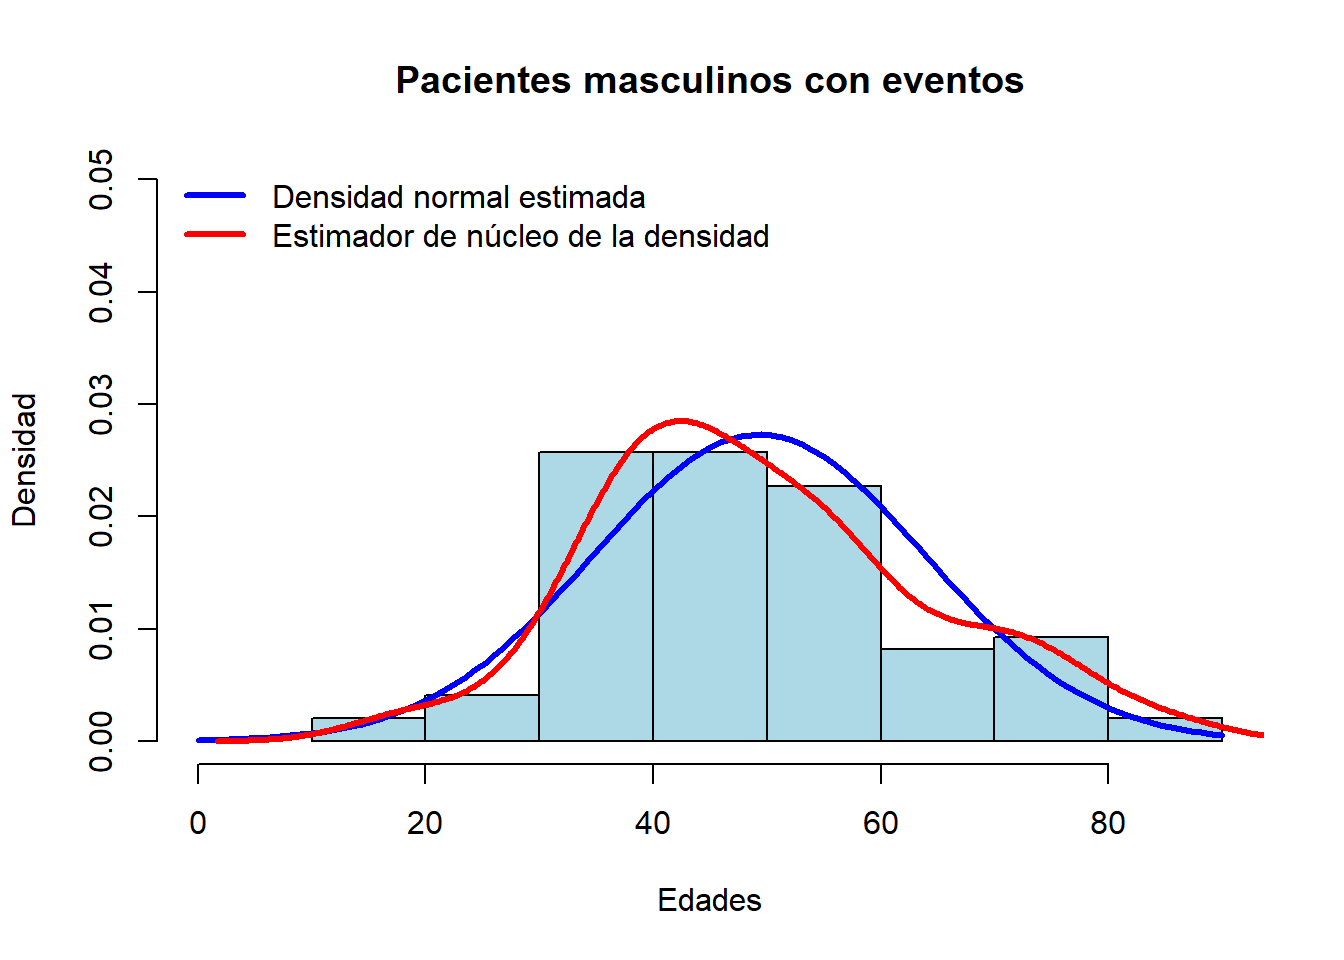 Pacientes masculinos con eventos
Densidad normal estimada
Estimador de núcleo de la densidad
Densidad
0.05
0.04
0.03
0.02
0.01
0.00
0 20 40 60 80
Edades